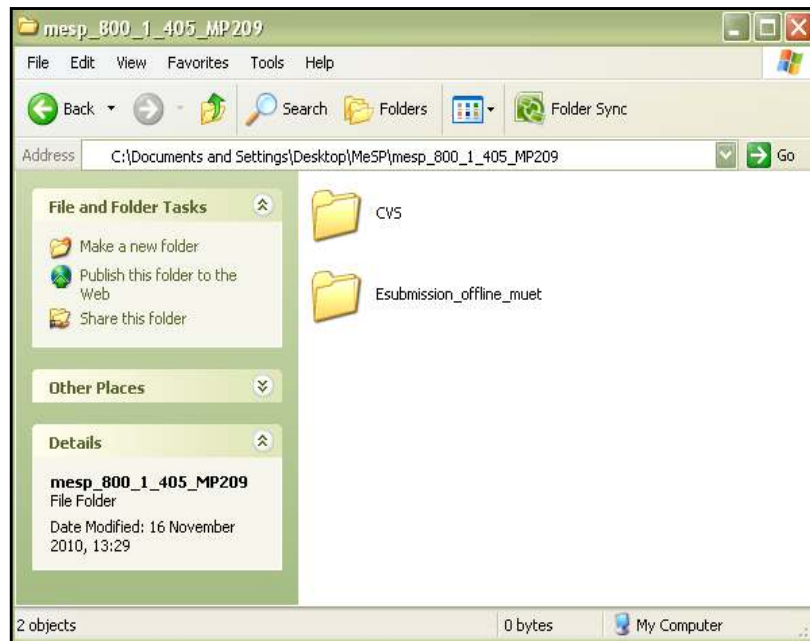 mesp_800_1_405_MP209
File Edit View Favorites Tools Help
Back Search Folders Folder Sync
Address C:\Documents and Settings\Desktop\MeSP\mesp_800_1_405_MP209 Go
File and Folder Tasks
Make a new folder
Publish this folder to the
Web
Share this folder
Other Places
Details
mesp_800_1_405_MP209
File Folder
Date Modified: 16 November
2010, 13:29
CVS
Esubmission_offline_muet
2 objects 0 bytes My Computer